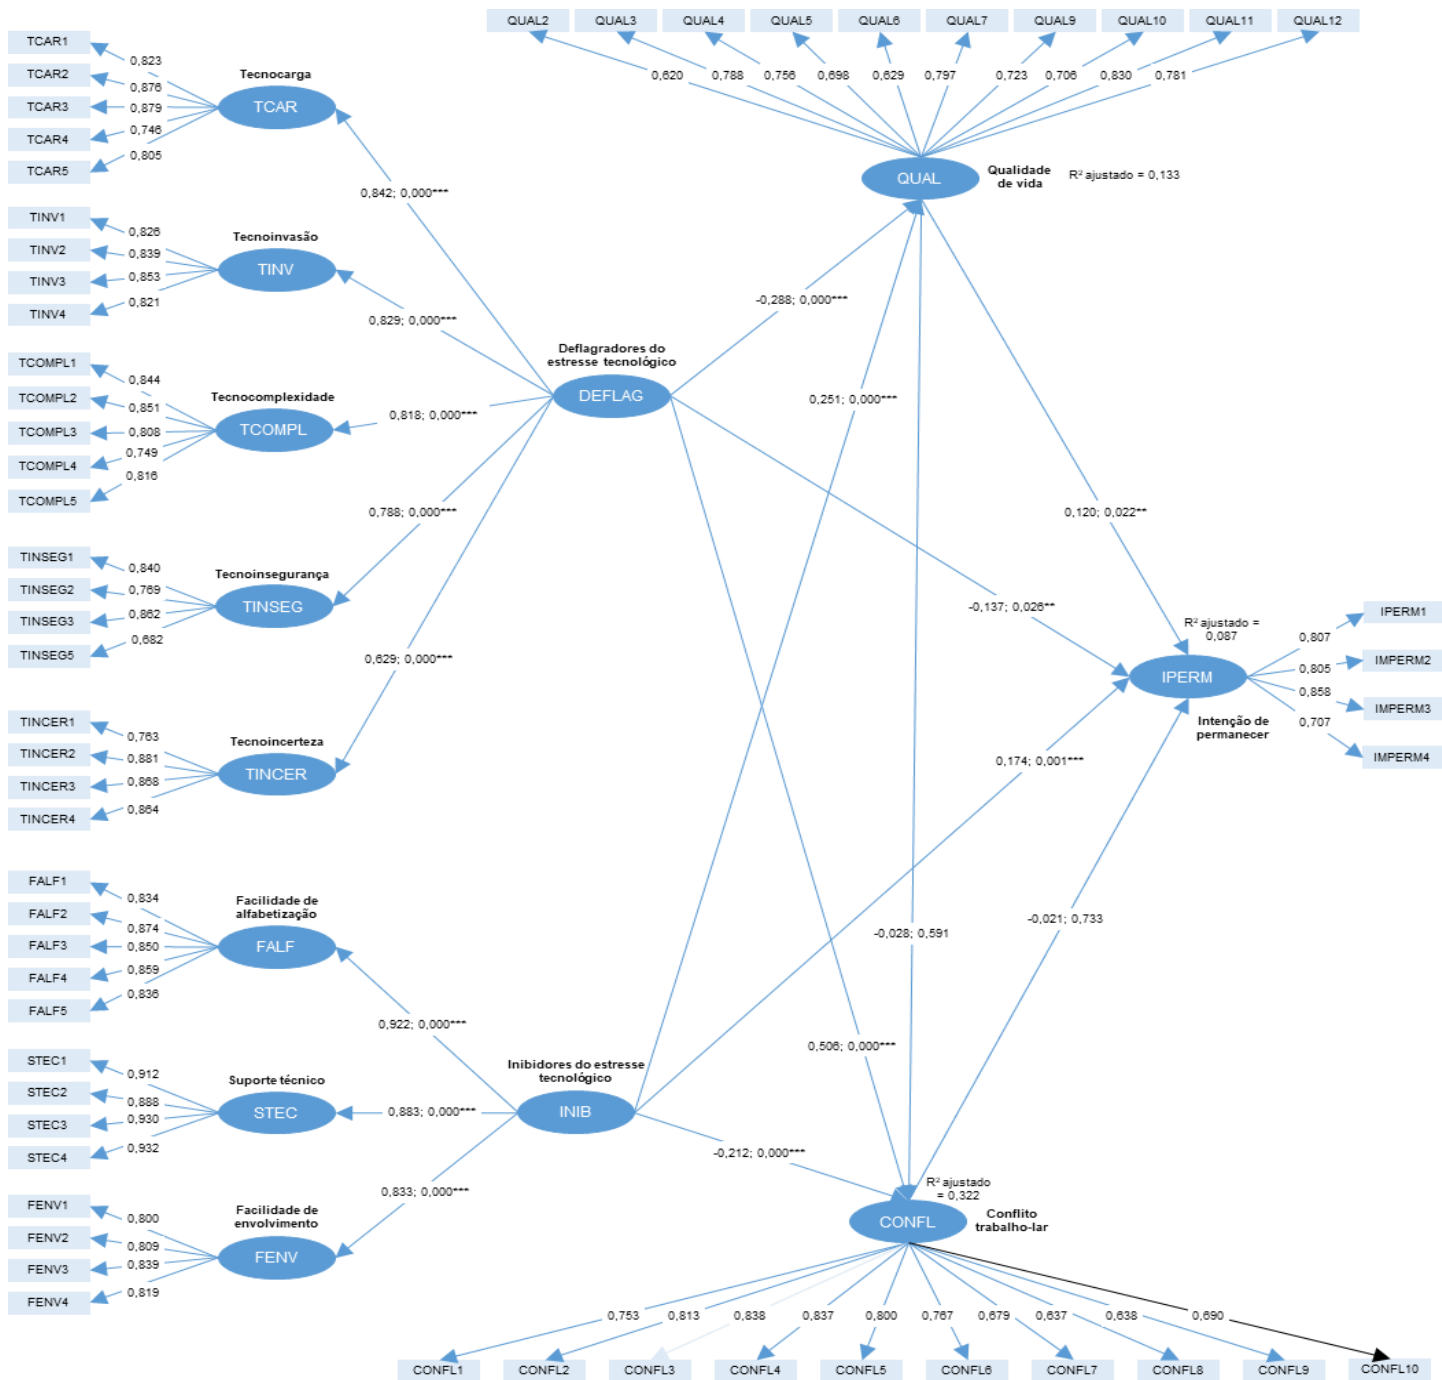 QUAL2 QUAL3 QUAL4 QUAL5 QUAL6 QUAL7 QUAL9 QUAL10 QUAL11 QUAL12
0,620 0,788 0,756 0,698 0,629 0,797 0,723 0,706 0,830 0,781
QUAL
Qualidade
de vida
R² ajustado = 0,133
TCAR1
TCAR2
TCAR3
TCAR4
TCAR5
0,823
0,876
0,879
0,746
0,805
Tecnocarga
TCAR
0,842; 0,000***
TINV1
TINV2
TINV3
TINV4
0,826
0,839
0,853
0,821
Tecnoinvasão
TINV
0,829; 0,000***
TCOMPL1
TCOMPL2
TCOMPL3
TCOMPL4
TCOMPL5
0,844
0,851
0,808
0,749
0,816
Tecnocomplexidade
TCOMPL
0,818; 0,000***
Deflagradores do
estresse tecnológico
DEFLAG
-0,288; 0,000***
0,251; 0,000***
0,120; 0,022**
TINSEG1
TINSEG2
TINSEG3
TINSEG5
0,840
0,769
0,862
0,682
Tecnoinsegurança
TINSEG
0,788; 0,000***
-0,137; 0,026**
TINCER1
TINCER2
TINCER3
TINCER4
0,763
0,881
0,868
0,864
Tecnoincerteza
TINCER
0,629; 0,000***
R² ajustado =
0,087
IPERM
Intenção de
permanecer
0,807
0,805
0,858
0,707
IPERM1
IMPERM2
IMPERM3
IMPERM4
0,174; 0,001***
FALF1
FALF2
FALF3
FALF4
FALF5
0,834
0,874
0,850
0,859
0,836
Facilidade de
alfabetização
FALF
0,922; 0,000***
-0,028; 0,591
-0,021; 0,733
0,506; 0,000***
STEC1
STEC2
STEC3
STEC4
0,912
0,888
0,930
0,932
Suporte técnico
STEC
0,883; 0,000***
Inibidores do estresse
tecnológico
INIB
-0,212; 0,000***
FENV1
FENV2
FENV3
FENV4
0,800
0,809
0,839
0,819
Facilidade de
envolvimento
FENV
0,833; 0,000***
R² ajustado
= 0,322
CONFL
Conflito
trabalho-lar
0,753 0,813 0,838 0,837 0,800 0,767 0,679 0,637 0,638 0,690
CONFL1 CONFL2 CONFL3 CONFL4 CONFL5 CONFL6 CONFL7 CONFL8 CONFL9 CONFL10